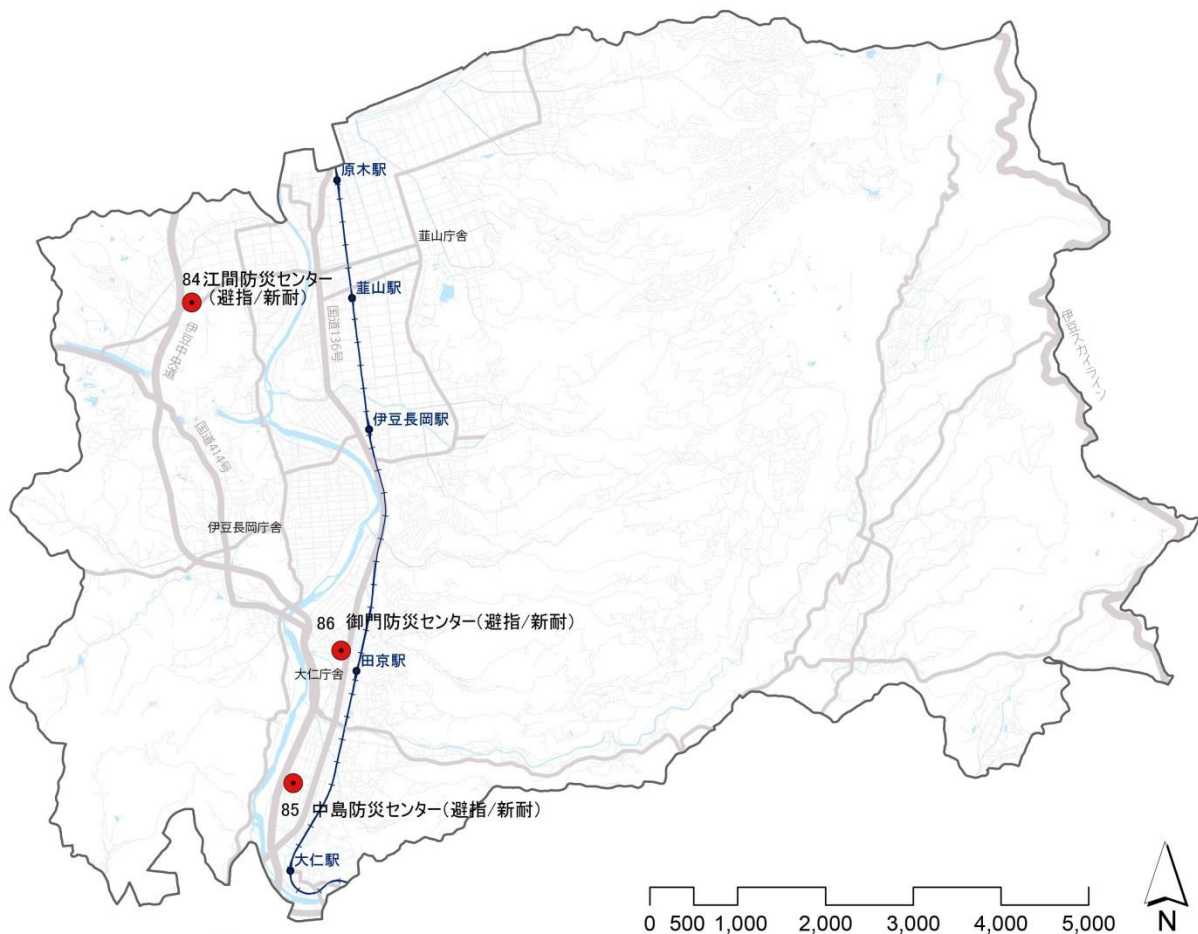 原木駅
韮山庁舎
84江間防災センター
(避指/新耐)
韮山駅
国道136号
伊豆中央道
伊豆スカイライン
伊豆長岡駅
国道414号
伊豆長岡庁舎
86 御門防災センター(避指/新耐)
大仁庁舎
田京駅
85 中島防災センター(避指/新耐)
大仁駅
0 500 1,000 2,000 3,000 4,000 5,000
N